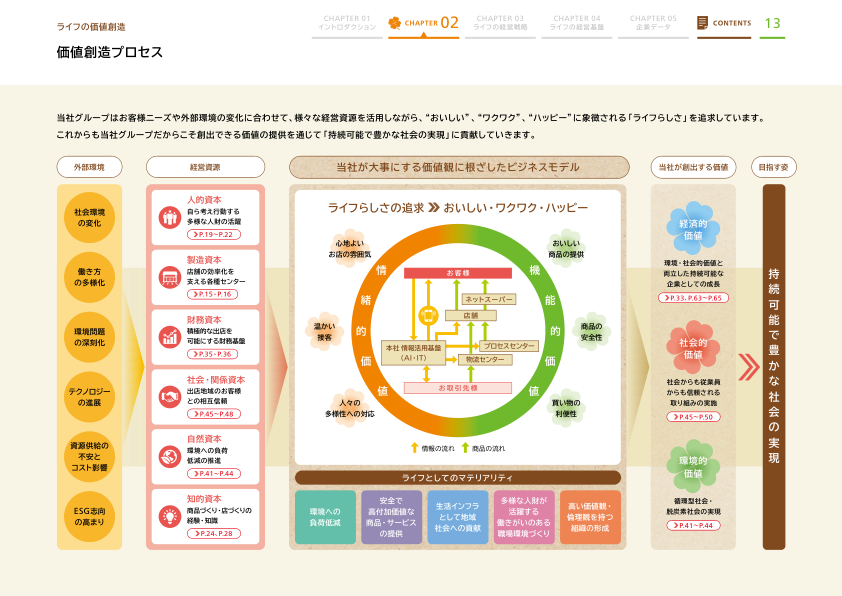 ライフの価値創造
CHAPTER 01
イントロダクション
CHAPTER 02
CHAPTER 03
ライフの経営戦略
CHAPTER 04
ライフの経営基盤
CHAPTER 05
企業データ
CONTENTS
13
価値創造プロセス
当社グループはお客様ニーズや外部環境の変化に合わせて、様々な経営資源を活用しながら、“おいしい”、“ワクワク”、“ハッピー”に象徴される「ライフらしさ」を追求しています。
これからも当社グループだからこそ創出できる価値の提供を通じて「持続可能で豊かな社会の実現」に貢献していきます。
外部環境
社会環境
の変化
働き方
の多様化
環境問題
の深刻化
テクノロジー
の進展
資源供給の
不安と
コスト影響
ESG志向
の高まり
経営資源
人的資本
自ら考え行動する
多様な人財の活躍
P.19~P.22
製造資本
店舗の効率化を
支える各種センター
P.15・P.16
財務資本
積極的な出店を
可能にする財務基盤
P.35・P.36
社会・関係資本
出店地域のお客様
との相互信頼
P.45~P.48
自然資本
環境への負荷
低減の推進
P.41~P.44
知的資本
商品づくり・店づくりの
経験・知識
P.24、P.28
当社が大事にする価値観に根ざしたビジネスモデル
ライフらしさの追求 おいしい・ワクワク・ハッピー
心地よい
お店の雰囲気
温かい
接客
人々の
多様性への対応
情緒的価値
お客様
ネットスーパー
店舗
本社 情報活用基盤
(AI・IT)
プロセスセンター
物流センター
お取引先様
機能的価値
おいしい
商品の提供
商品の
安全性
買い物の
利便性
情報の流れ 商品の流れ
ライフとしてのマテリアリティ
環境への
負荷低減
安全で
高付加価値な
商品・サービス
の提供
生活インフラ
として地域
社会への貢献
多様な人財が
活躍する
働きがいのある
職場環境づくり
高い価値観・
倫理観を持つ
組織の形成
当社が創出する価値
経済的
価値
環境・社会的価値と
両立した持続可能な
企業としての成長
P.33、P.63~P.65
社会的
価値
社会からも従業員
からも信頼される
取り組みの実施
P.45~P.50
環境的
価値
循環型社会・
脱炭素社会の実現
P.41~P.44
目指す姿
持続可能で豊かな社会の実現